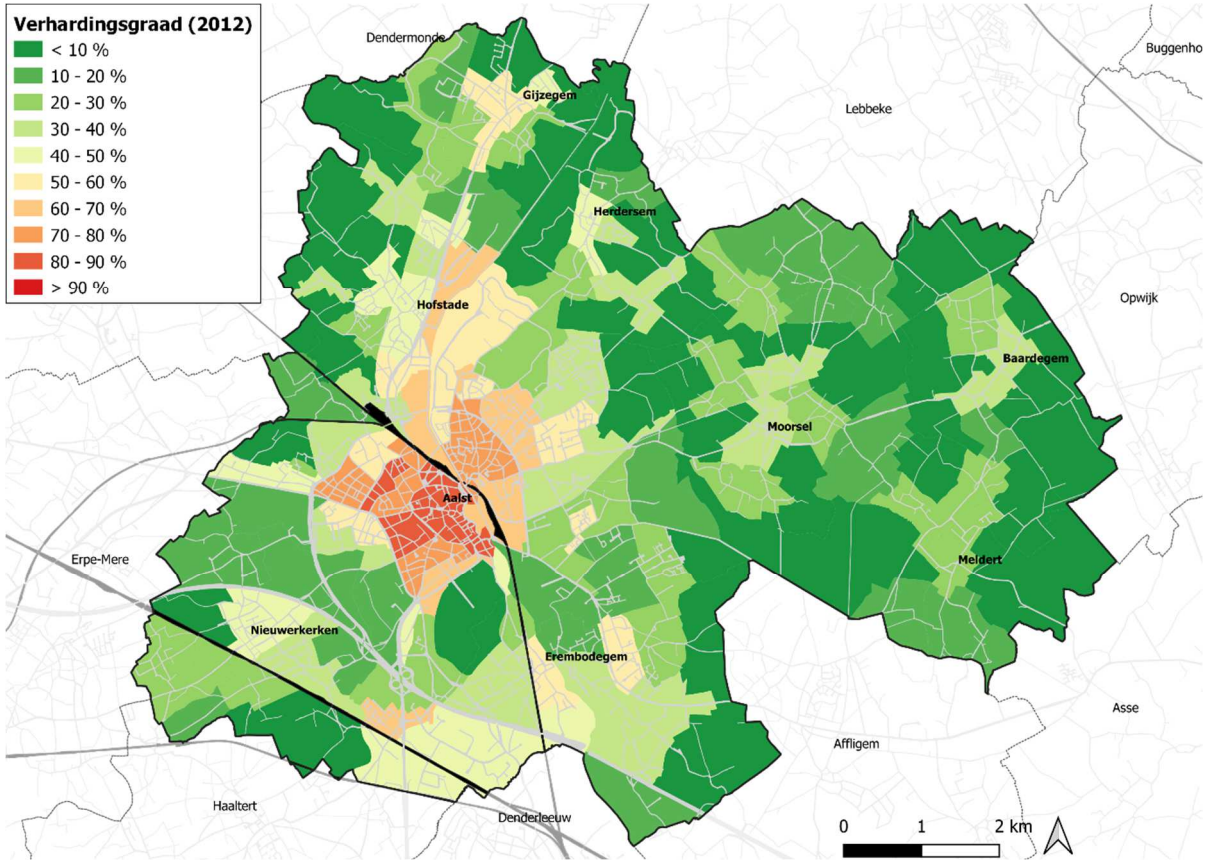 Verhardingsgraad (2012)
< 10 %
10 - 20 %
20 - 30 %
30 - 40 %
40 - 50 %
50 - 60 %
60 - 70 %
70 - 80 %
80 - 90 %
> 90 %
Dendermonde
Buggenho
Gijzegem
Lebbeke
Herdersem
Hofstade
Opwijk
Baardegem
Moorsel
Aalst
Erpe-Mere
Meldert
Nieuwerkerken
Erembodegem
Asse
Affligem
Haaltert
Denderleeuw
0 1 2 km